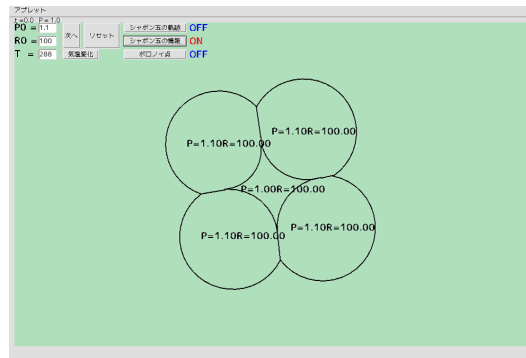 アプレット
t=0.0 P=1.0
P0 = 1.1 次へ リセット シャボン玉の軌跡 OFF
R0 = 100 シャボン玉の情報 ON
T = 288 気温変化 ボロノイ点 OFF
P=1.10R=100.00
P=1.10R=100.00
P=1.00R=100.00
P=1.10R=100.00
P=1.10R=100.00